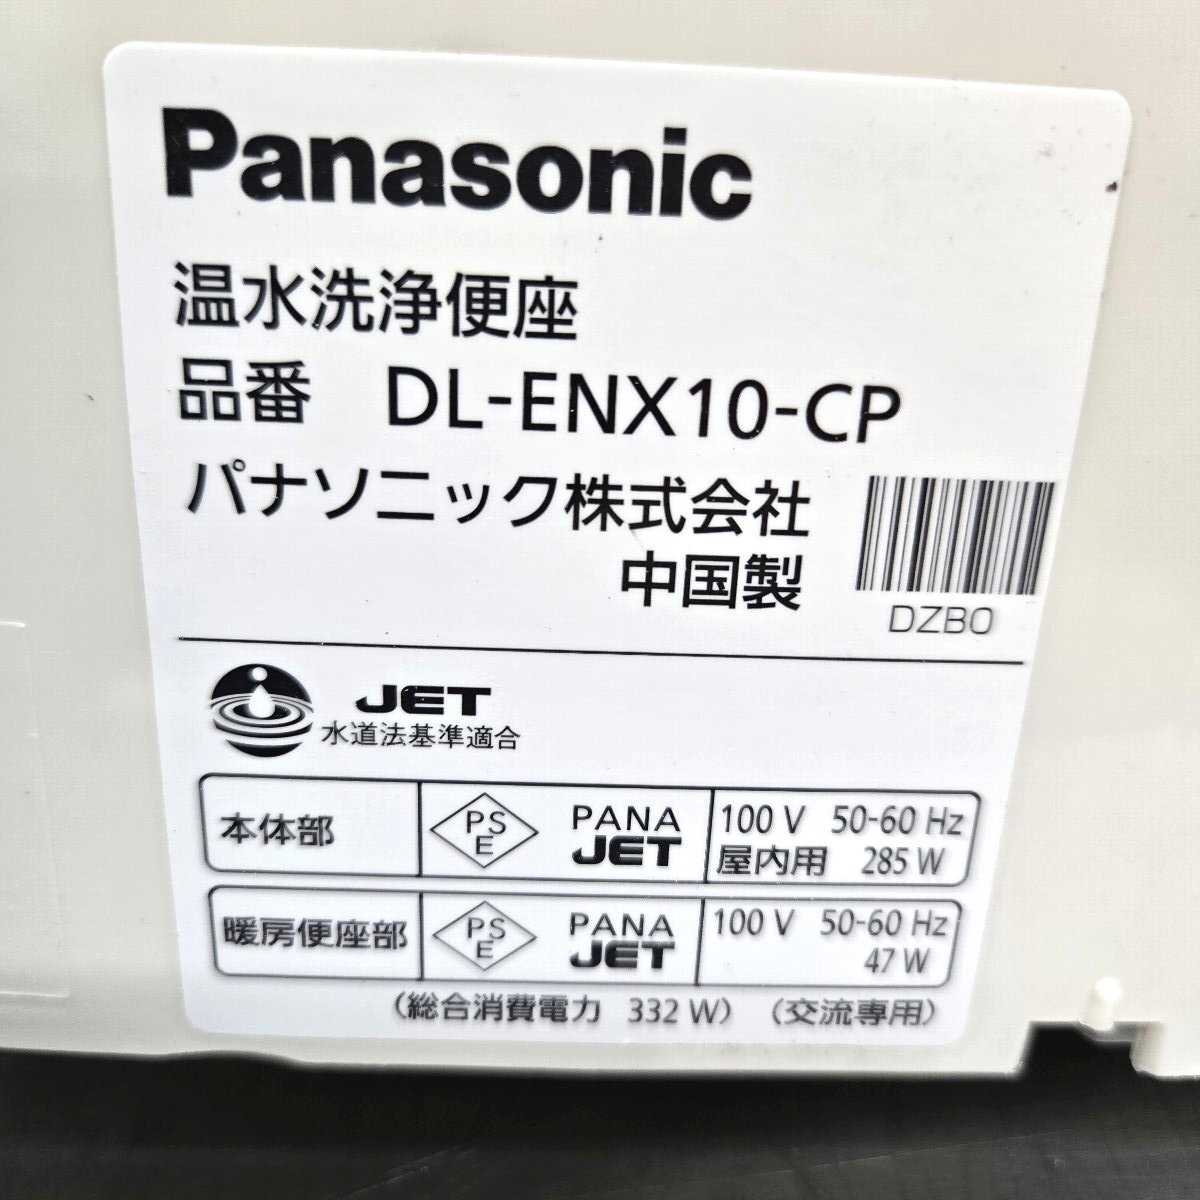 Panasonic
温水洗浄便座
品番 DL-ENX10-CP
パナソニック株式会社
中国製
DZB0
JET
水道法基準適合
本体部 PSE PANA JET 100 V 50-60 Hz
屋内用 285 W
暖房便座部 PSE PANA JET 100 V 50-60 Hz
47 W
(総合消費電力 332 W) (交流専用)